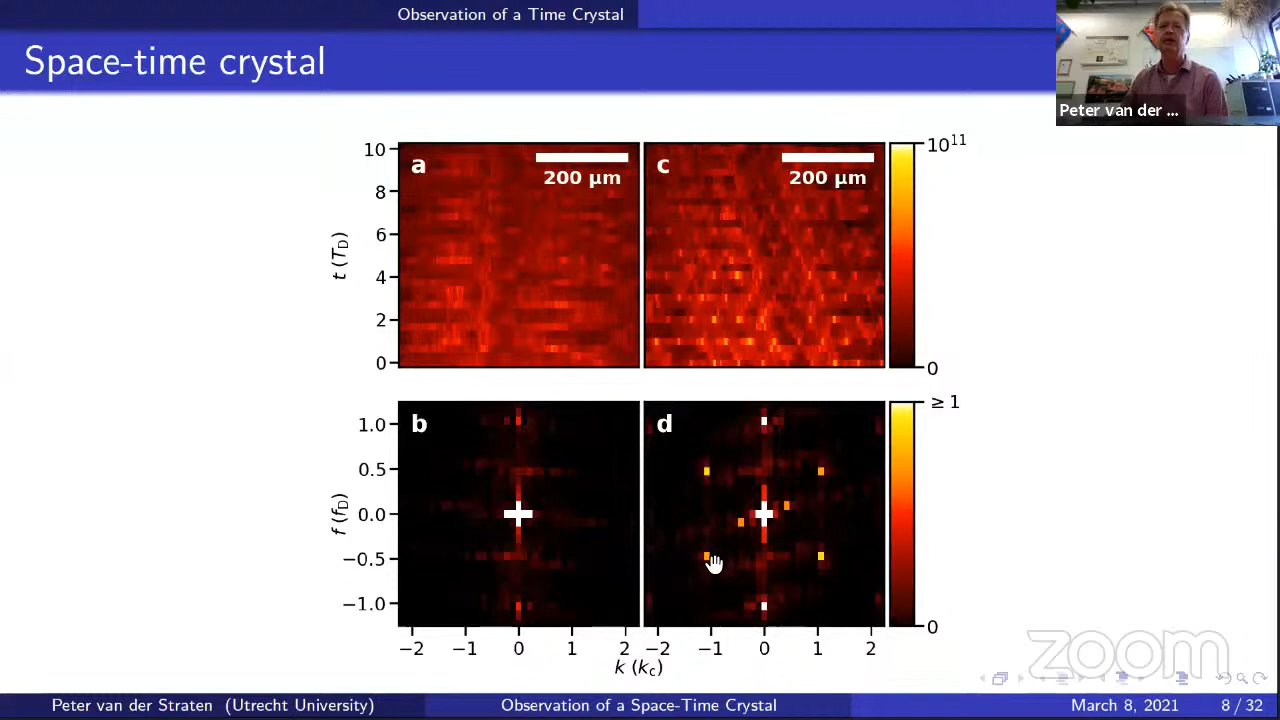 Observation of a Time Crystal
Space-time crystal
Peter van der ...
a
200 µm
c
200 µm
10¹¹
0
10
8
6
4
2
0
t (T_D)
b
d
≥ 1
0
1.0
0.5
0.0
−0.5
−1.0
f (f_D)
−2 −1 0 1 2 −2 −1 0 1 2
k (k_c)
zoom
Peter van der Straten (Utrecht University) Observation of a Space-Time Crystal March 8, 2021 8 / 32